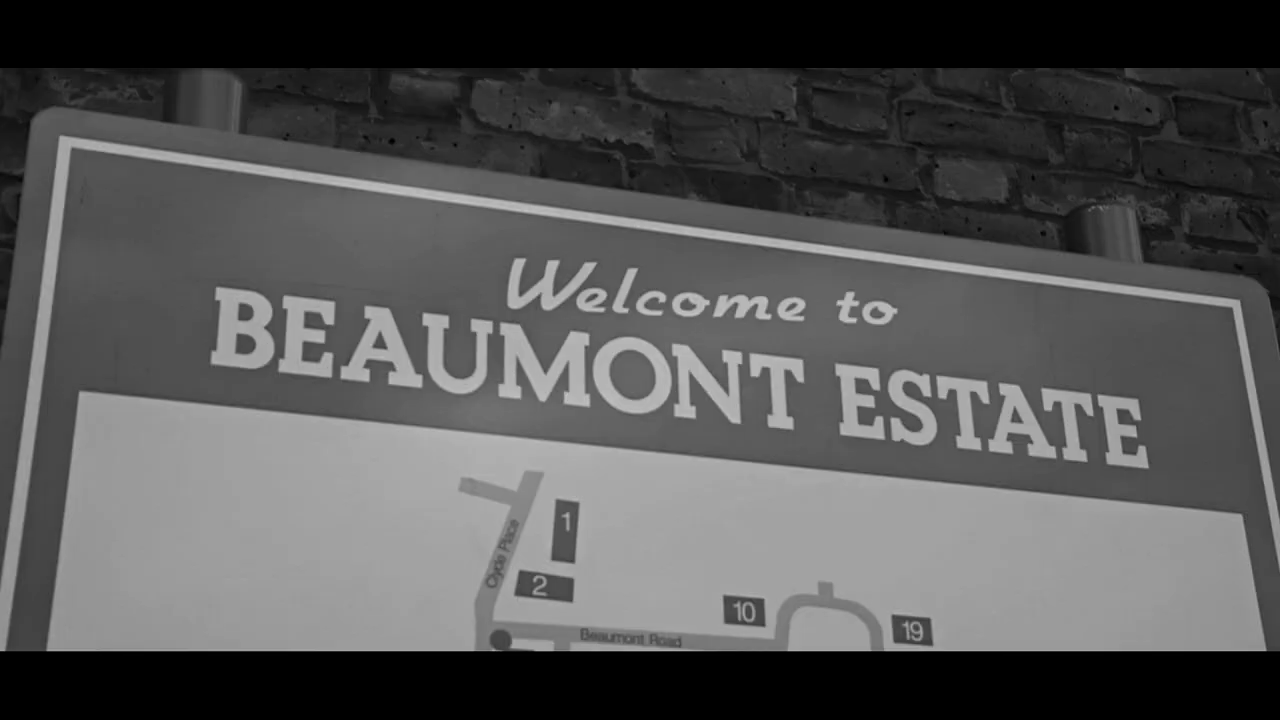 Welcome to
BEAUMONT ESTATE
1
Clyde Place
2
10
19
Beaumont Road